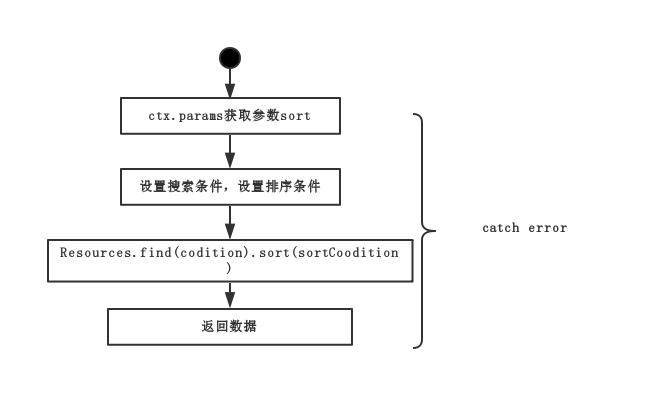 ctx.params获取参数sort
设置搜索条件，设置排序条件
Resources.find(codition).sort(sortCoodition
)
返回数据
catch error